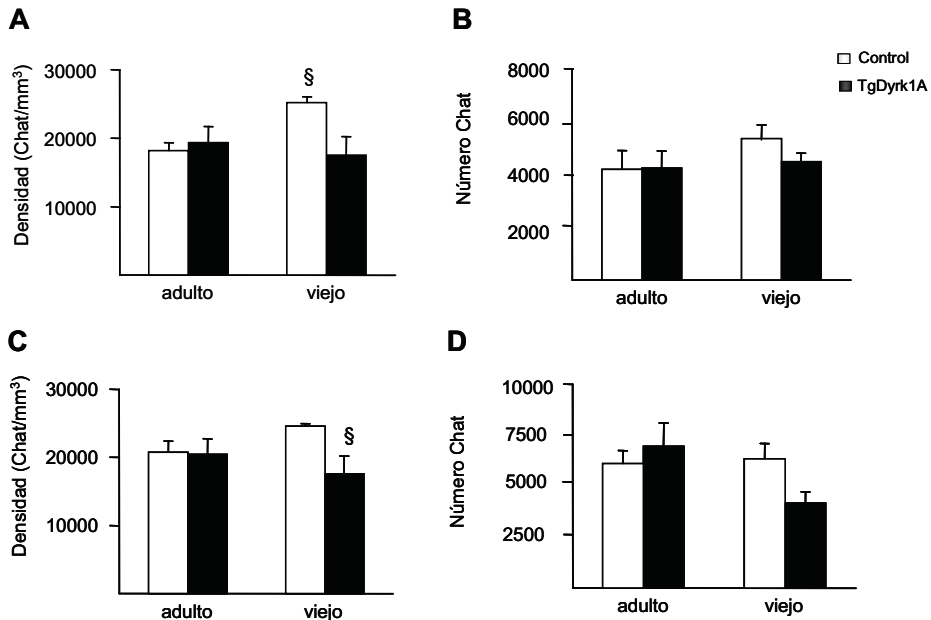 A
Densidad (Chat/mm³)
30000
20000
10000
§
adulto
viejo
B
Número Chat
8000
6000
4000
2000
adulto
viejo
Control
TgDyrk1A
C
Densidad (Chat/mm³)
30000
20000
10000
§
adulto
viejo
D
Número Chat
10000
7500
5000
2500
adulto
viejo